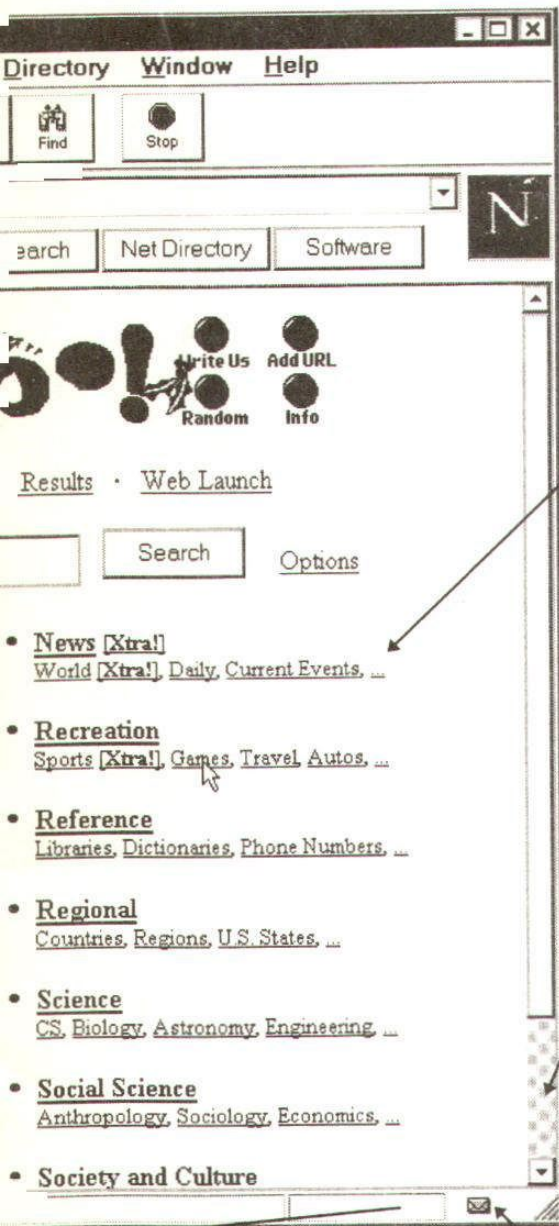 Directory Window Help
Find Stop
N
earch Net Directory Software
oo!
Write Us Add URL
Random Info
Results · Web Launch
Search Options
• News [Xtra!]
World [Xtra!], Daily, Current Events, ...
• Recreation
Sports [Xtra!], Games, Travel, Autos, ...
• Reference
Libraries, Dictionaries, Phone Numbers, ...
• Regional
Countries, Regions, U.S. States, ...
• Science
CS, Biology, Astronomy, Engineering, ...
• Social Science
Anthropology, Sociology, Economics, ...
• Society and Culture